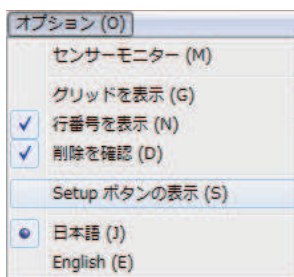 オプション (O)
センサーモニター (M)
グリッドを表示 (G)
行番号を表示 (N)
削除を確認 (D)
Setup ボタンの表示 (S)
日本語 (J)
English (E)